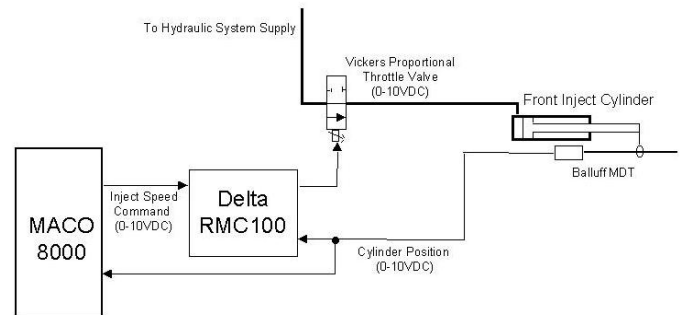 To Hydraulic System Supply
Vickers Proportional
Throttle Valve
(0-10VDC)
Front Inject Cylinder
Balluff MDT
MACO
8000
Inject Speed
Command
(0-10VDC)
Delta
RMC100
Cylinder Position
(0-10VDC)